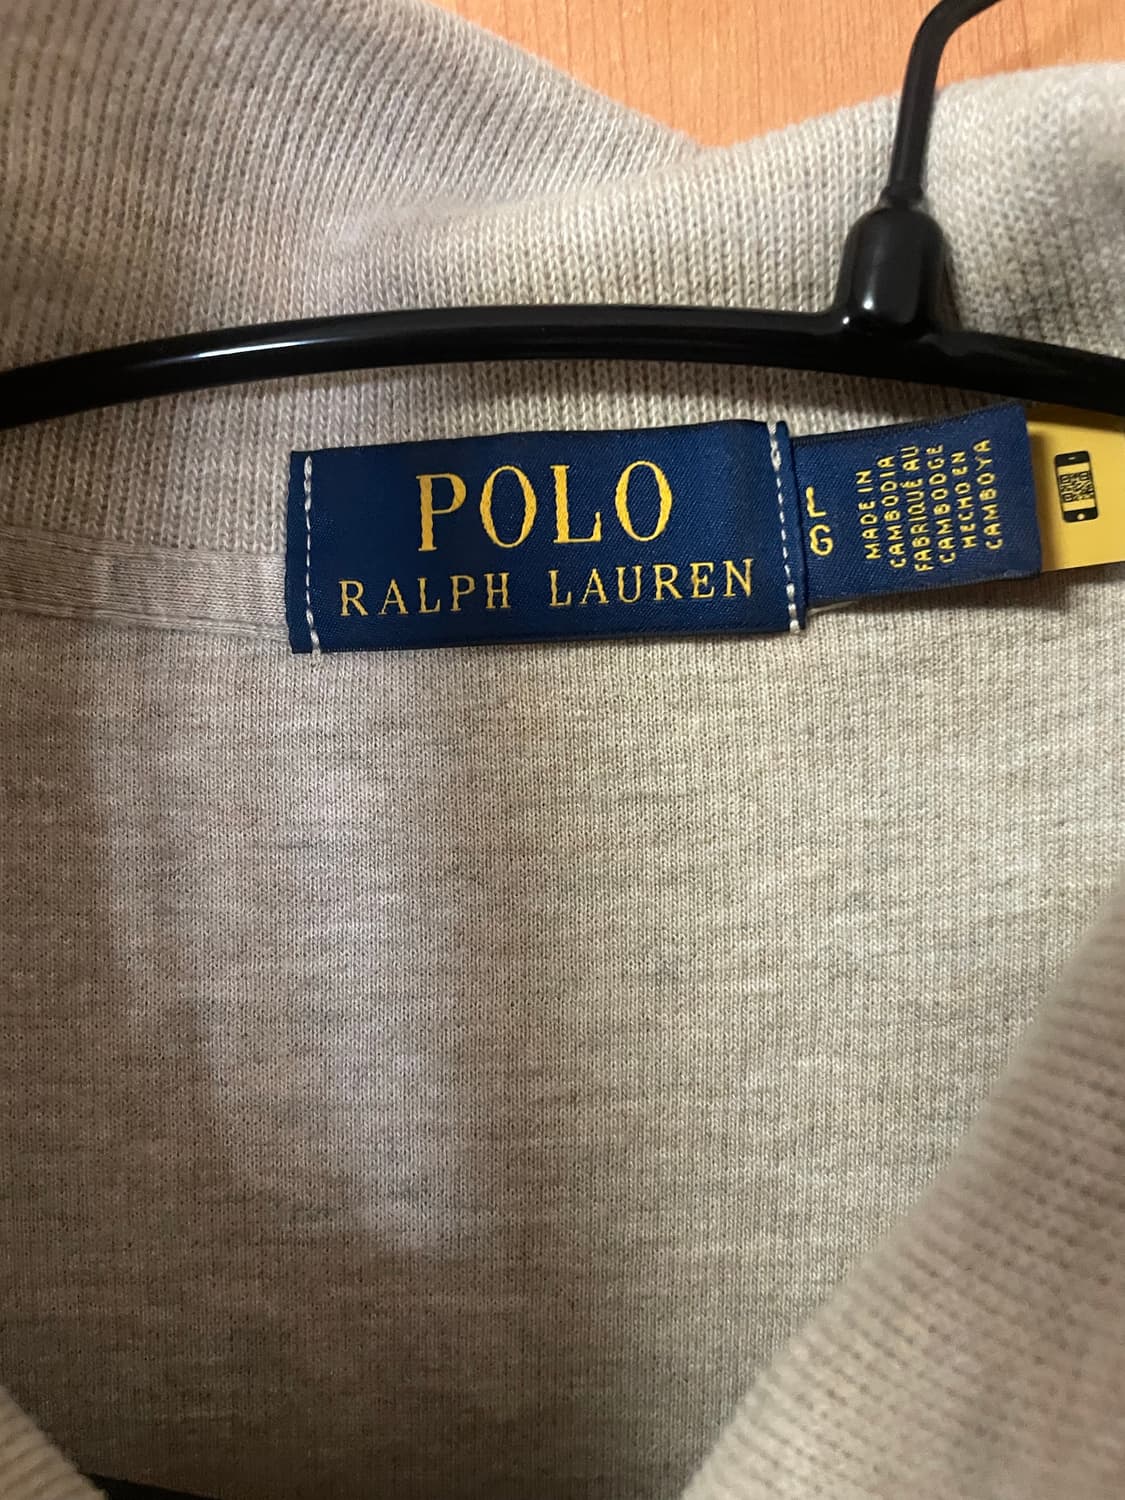 POLO
RALPH LAUREN
L
G
MADE IN
CAMBODIA
FABRIQUÉ AU
CAMBODGE
HECHO EN
CAMBOYA